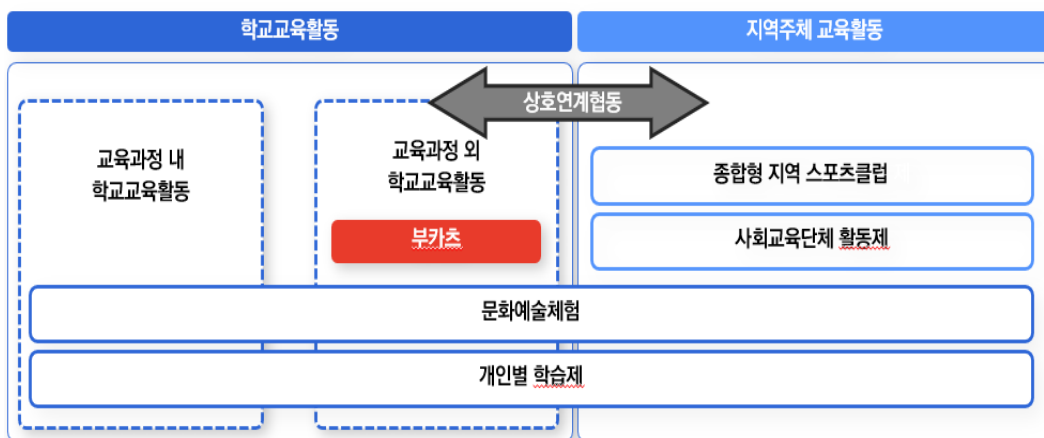 학교교육활동
지역주체 교육활동
상호연계협동
교육과정 내
학교교육활동
교육과정 외
학교교육활동
부카츠
종합형 지역 스포츠클럽
사회교육단체 활동제
문화예술체험
개인별 학습제